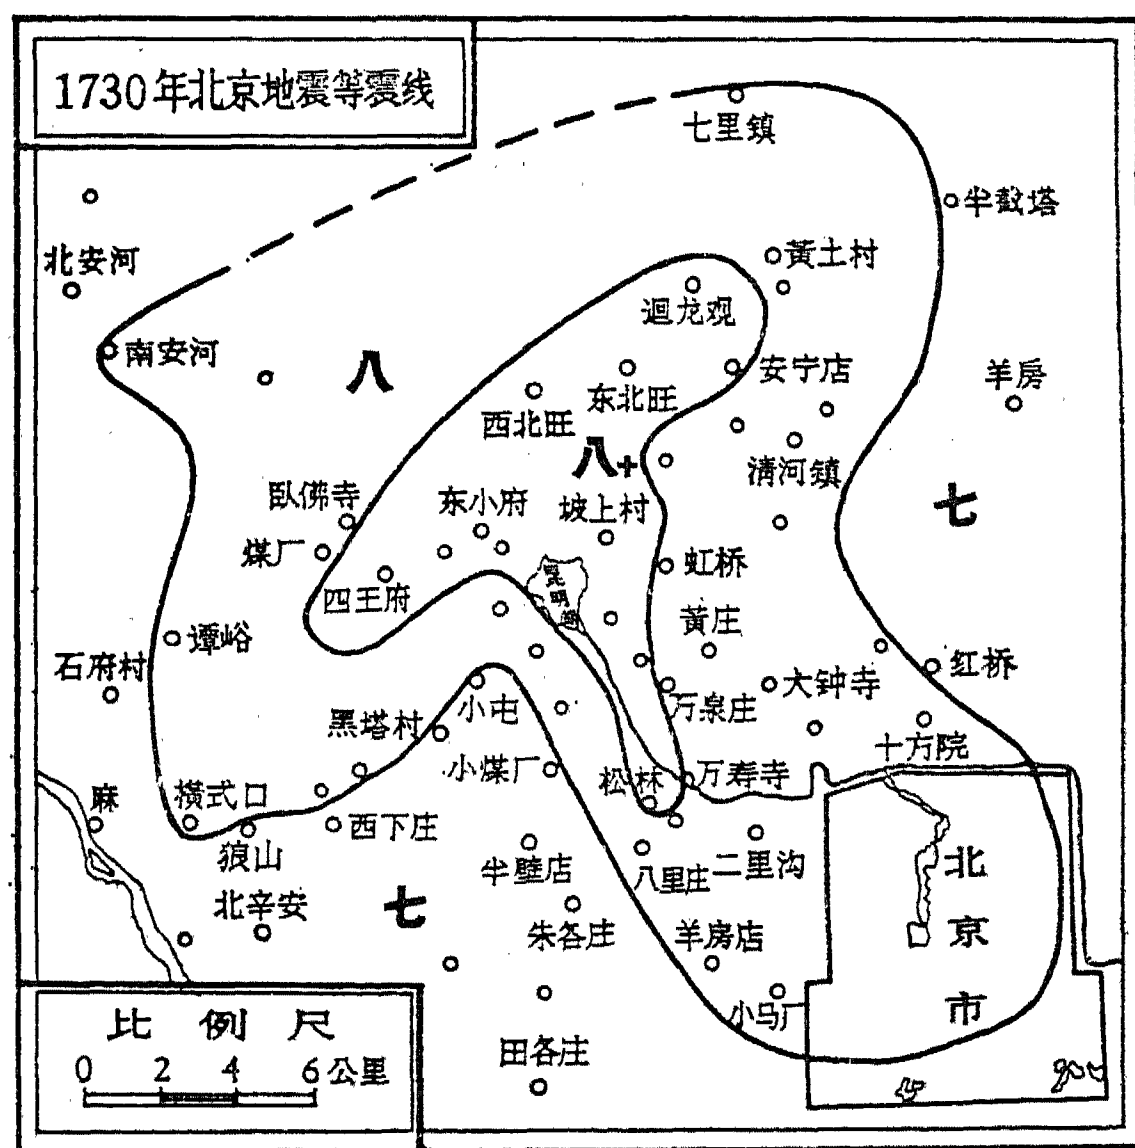 1730年北京地震等震线
七里镇
半截塔
北安河
黄土村
迴龙观
南安河
八
安宁店
羊房
东北旺
西北旺
八+
清河镇
卧佛寺
东小府
坡上村
七
煤厂
昆明湖
虹桥
四王府
黄庄
谭峪
石府村
红桥
大钟寺
小屯
万泉庄
黑塔村
十方院
小煤厂
松林
万寿寺
麻
横式口
西下庄
狼山
半壁店
八里庄
二里沟
北京市
北辛安
七
朱各庄
羊房店
小马厂
田各庄
比例尺
0 2 4 6公里